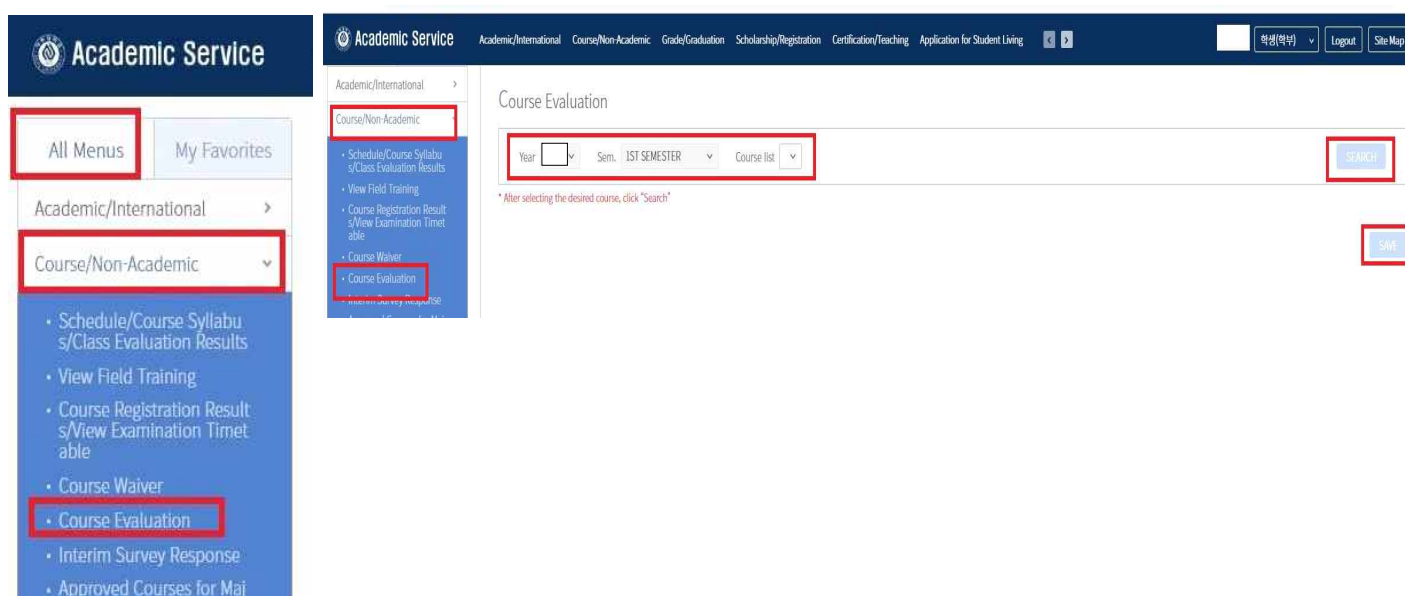 Academic Service
All Menus
My Favorites
Academic/International
Course/Non-Academic
• Schedule/Course Syllabu
s/Class Evaluation Results
• View Field Training
• Course Registration Result
s/View Examination Timet
able
• Course Waiver
• Course Evaluation
• Interim Survey Response
• Approved Courses for Maj
Academic Service
Academic/International Course/Non-Academic Grade/Graduation Scholarship/Registration Certification/Teaching Application for Student Living
학생(학부) Logout Site Map
Academic/International
Course/Non-Academic
• Schedule/Course Syllabu
s/Class Evaluation Results
• View Field Training
• Course Registration Result
s/View Examination Timet
able
• Course Waiver
• Course Evaluation
• Interim Survey Response
Course Evaluation
Year Sem. 1ST SEMESTER Course list
SEARCH
* After selecting the desired course, click "Search"
SAVE